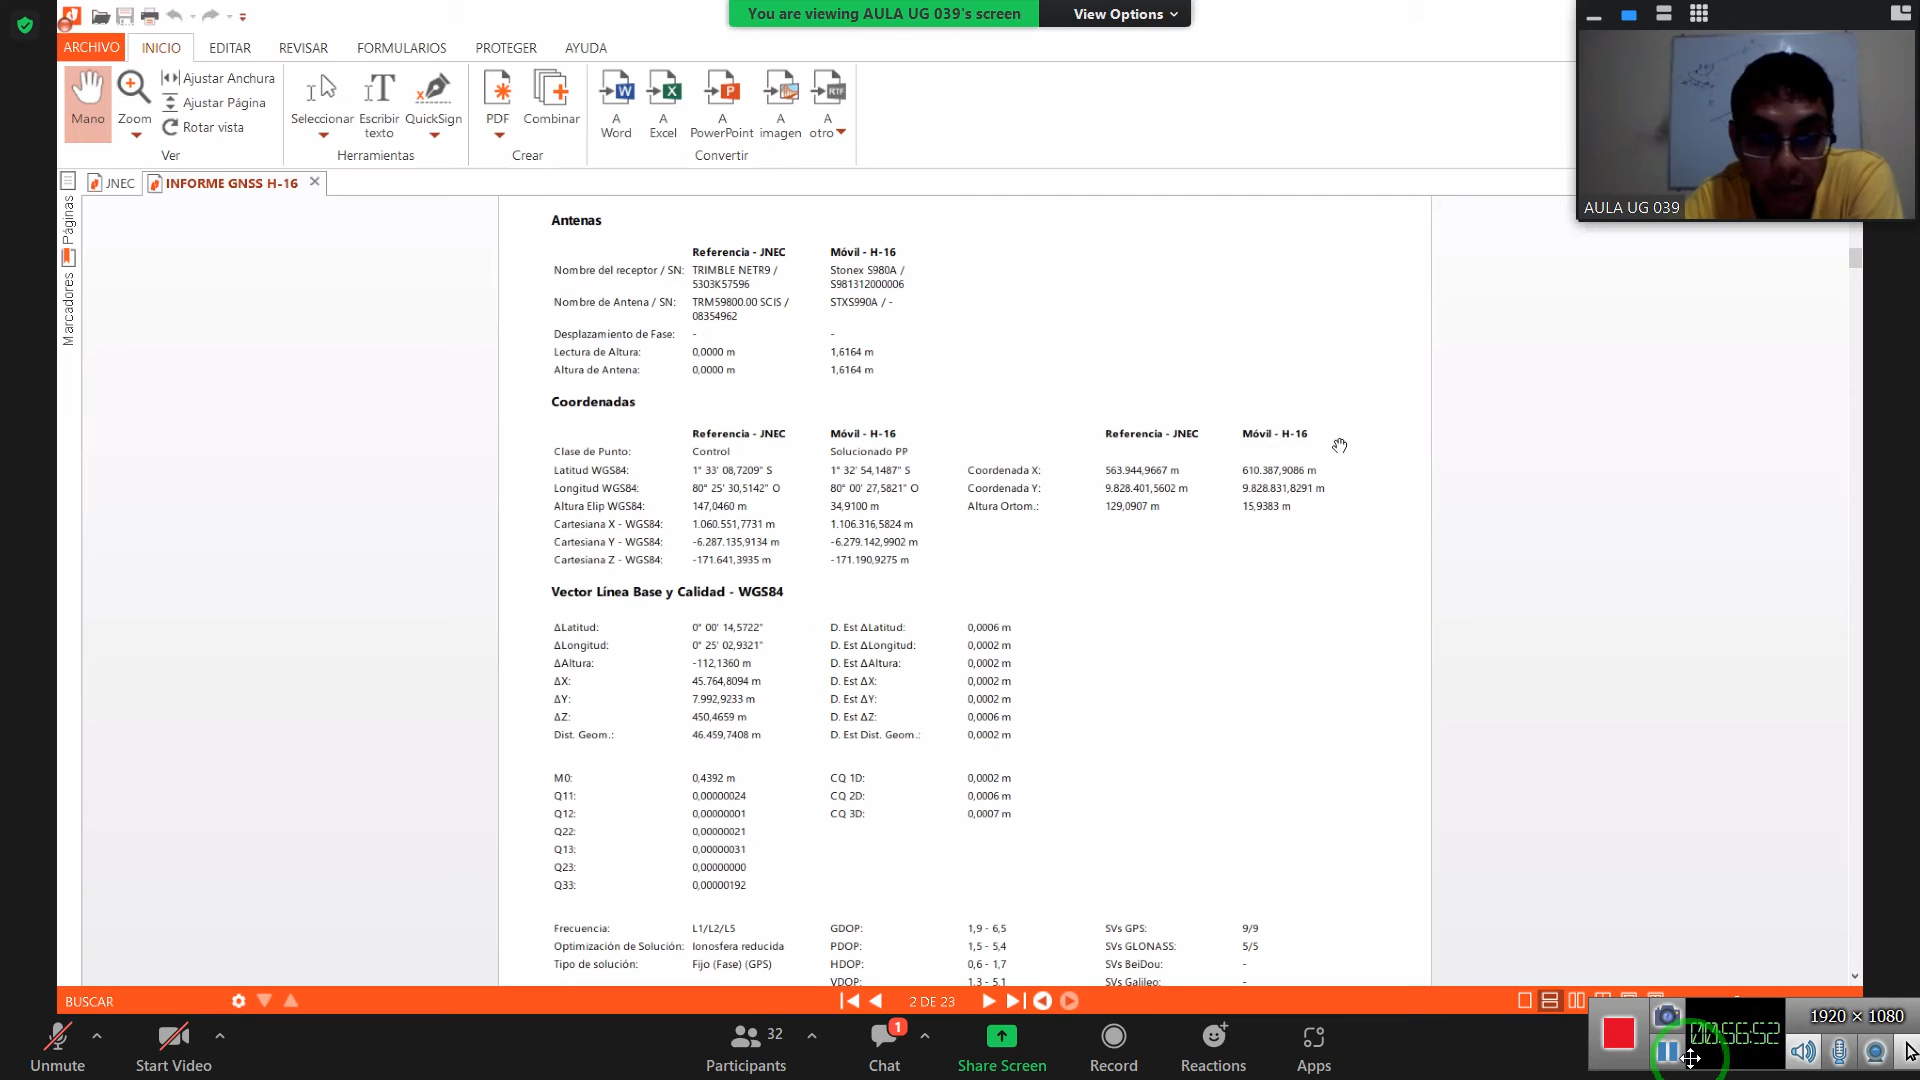 You are viewing AULA UG 039's screen
View Options
ARCHIVO INICIO EDITAR REVISAR FORMULARIOS PROTEGER AYUDA
Mano
Zoom
Ajustar Anchura
Ajustar Página
Rotar vista
Ver
Seleccionar
Escribir texto
QuickSign
Herramientas
PDF
Combinar
Crear
A Word
A Excel
A PowerPoint
A imagen
A otro
Convertir
AULA UG 039
JNEC
INFORME GNSS H-16
Páginas
Marcadores
Antenas
Referencia - JNEC Móvil - H-16
Nombre del receptor / SN: TRIMBLE NETR9 / Stonex S980A /
5303K57596 S981312000006
Nombre de Antena / SN: TRM59800.00 SCIS / STXS990A / -
08354962
Desplazamiento de Fase: - -
Lectura de Altura: 0,0000 m 1,6164 m
Altura de Antena: 0,0000 m 1,6164 m
Coordenadas
Referencia - JNEC Móvil - H-16 Referencia - JNEC Móvil - H-16
Clase de Punto: Control Solucionado PP
Latitud WGS84: 1° 33' 08,7209" S 1° 32' 54,1487" S Coordenada X: 563.944,9667 m 610.387,9086 m
Longitud WGS84: 80° 25' 30,5142" O 80° 00' 27,5821" O Coordenada Y: 9.828.401,5602 m 9.828.831,8291 m
Altura Elip WGS84: 147,0460 m 34,9100 m Altura Ortom.: 129,0907 m 15,9383 m
Cartesiana X - WGS84: 1.060.551,7731 m 1.106.316,5824 m
Cartesiana Y - WGS84: -6.287.135,9134 m -6.279.142,9902 m
Cartesiana Z - WGS84: -171.641,3935 m -171.190,9275 m
Vector Línea Base y Calidad - WGS84
ΔLatitud: 0° 00' 14,5722" D. Est ΔLatitud: 0,0006 m
ΔLongitud: 0° 25' 02,9321" D. Est ΔLongitud: 0,0002 m
ΔAltura: -112,1360 m D. Est ΔAltura: 0,0002 m
ΔX: 45.764,8094 m D. Est ΔX: 0,0002 m
ΔY: 7.992,9233 m D. Est ΔY: 0,0002 m
ΔZ: 450,4659 m D. Est ΔZ: 0,0006 m
Dist. Geom.: 46.459,7408 m D. Est Dist. Geom.: 0,0002 m
M0: 0,4392 m CQ 1D: 0,0002 m
Q11: 0,00000024 CQ 2D: 0,0006 m
Q12: 0,00000001 CQ 3D: 0,0007 m
Q22: 0,00000021
Q13: 0,00000031
Q23: 0,00000000
Q33: 0,00000192
Frecuencia: L1/L2/L5 GDOP: 1,9 - 6,5 SVs GPS: 9/9
Optimización de Solución: Ionosfera reducida PDOP: 1,5 - 5,4 SVs GLONASS: 5/5
Tipo de solución: Fijo (Fase) (GPS) HDOP: 0,6 - 1,7 SVs BeiDou: -
VDOP: 1,3 - 5,1 SVs Galileo: -
BUSCAR
2 DE 23
1920 × 1080
00:56:52
Unmute
Start Video
32
Participants
1
Chat
Share Screen
Record
Reactions
Apps